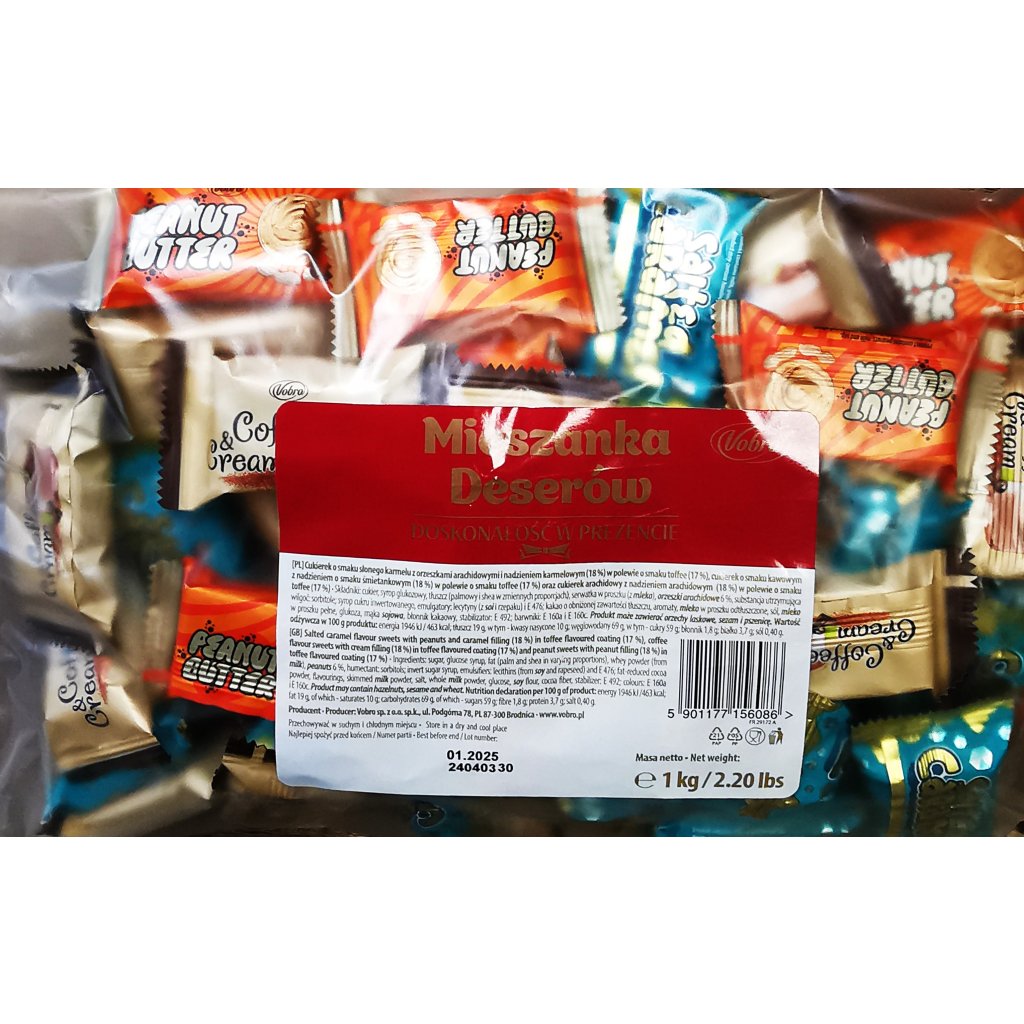 Vobro
PEANUT
BUTTER
PEANUT
BUTTER
Salt &
Caramel
PEANUT
BUTTER
PEANUT
BUTTER
Vobro
Coffee
& Cream
Mieszanka
Deserów
Vobro
DOSKONAŁOŚĆ W PREZENCIE
[PL] Cukierek o smaku słonego karmelu z orzeszkami arachidowymi i nadzieniem karmelowym (18 %) w polewie o smaku toffee (17 %), cukierek o smaku kawowym
z nadzieniem o smaku śmietankowym (18 %) w polewie o smaku toffee (17 %) oraz cukierek arachidowy z nadzieniem arachidowym (18 %) w polewie o smaku
toffee (17 %) - Składniki: cukier, syrop glukozowy, tłuszcz (palmowy i shea w zmiennych proporcjach), serwatka w proszku (z mleka), orzeszki arachidowe 6 %, substancja utrzymująca
wilgoć: sorbitole; syrop cukru inwertowanego, emulgatory: lecytyny (z soi i rzepaku) i E 476; kakao o obniżonej zawartości tłuszczu, aromaty, mleko w proszku odtłuszczone, sól, mleko
w proszku pełne, glukoza, mąka sojowa, błonnik kakaowy, stabilizator: E 492; barwniki: E 160a i E 160c. Produkt może zawierać orzechy laskowe, sezam i pszenicę. Wartość
odżywcza w 100 g produktu: energia 1946 kJ / 463 kcal; tłuszcz 19 g, w tym - kwasy nasycone 10 g; węglowodany 69 g, w tym - cukry 59 g; błonnik 1,8 g; białko 3,7 g; sól 0,40 g.
[GB] Salted caramel flavour sweets with peanuts and caramel filling (18 %) in toffee flavoured coating (17 %), coffee
flavour sweets with cream filling (18 %) in toffee flavoured coating (17 %) and peanut sweets with peanut filling (18 %) in
toffee flavoured coating (17 %) - Ingredients: sugar, glucose syrup, fat (palm and shea in varying proportions), whey powder (from
milk), peanuts 6 %, humectant: sorbitols; invert sugar syrup, emulsifiers: lecithins (from soy and rapeseed) and E 476; fat-reduced cocoa
powder, flavourings, skimmed milk powder, salt, whole milk powder, glucose, soy flour, cocoa fiber, stabilizer: E 492; colours: E 160a
i E 160c. Product may contain hazelnuts, sesame and wheat. Nutrition declaration per 100 g of product: energy 1946 kJ / 463 kcal;
fat 19 g, of which - saturates 10 g; carbohydrates 69 g, of which - sugars 59 g; fibre 1,8 g; protein 3,7 g; salt 0,40 g.
Producent - Producer: Vobro sp. z o.o. sp.k., ul. Podgórna 78, PL 87-300 Brodnica - www.vobro.pl
Przechowywać w suchym i chłodnym miejscu - Store in a dry and cool place
Najlepiej spożyć przed końcem / Numer partii - Best before end / Lot number:
01.2025
24040330
5 901177 156086 >
FR 29172 A
21 PAP
5 PP
Masa netto - Net weight:
℮ 1 kg / 2.20 lbs
Coffee
& Cream
PEANUT
BUTTER
Coffee
& Cream
Cream